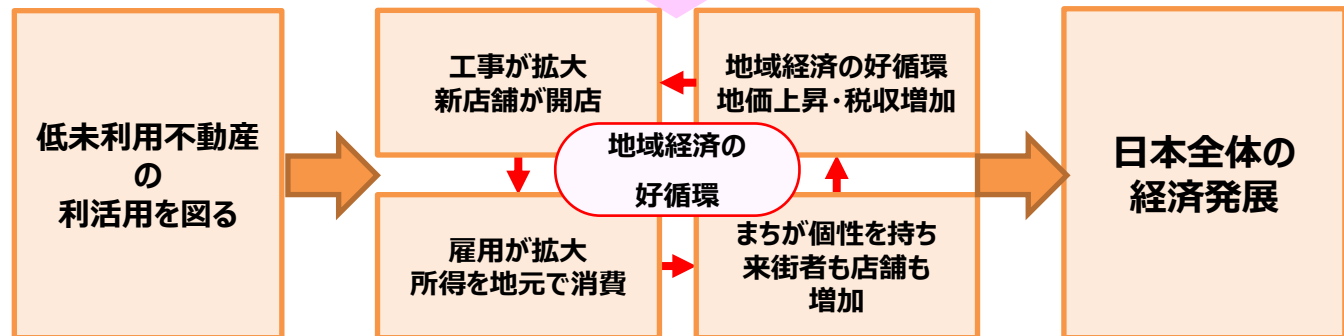 低未利用不動産
の
利活用を図る
工事が拡大
新店舗が開店
地域経済の好循環
地価上昇・税収増加
地域経済の
好循環
雇用が拡大
所得を地元で消費
まちが個性を持ち
来街者も店舗も
増加
日本全体の
経済発展